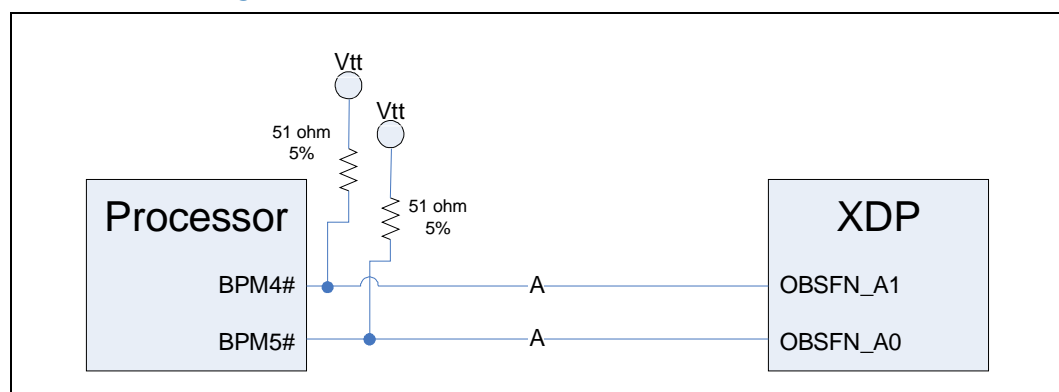 Vtt
Vtt
51 ohm
5%
51 ohm
5%
Processor
XDP
BPM4#
A
OBSFN_A1
BPM5#
A
OBSFN_A0